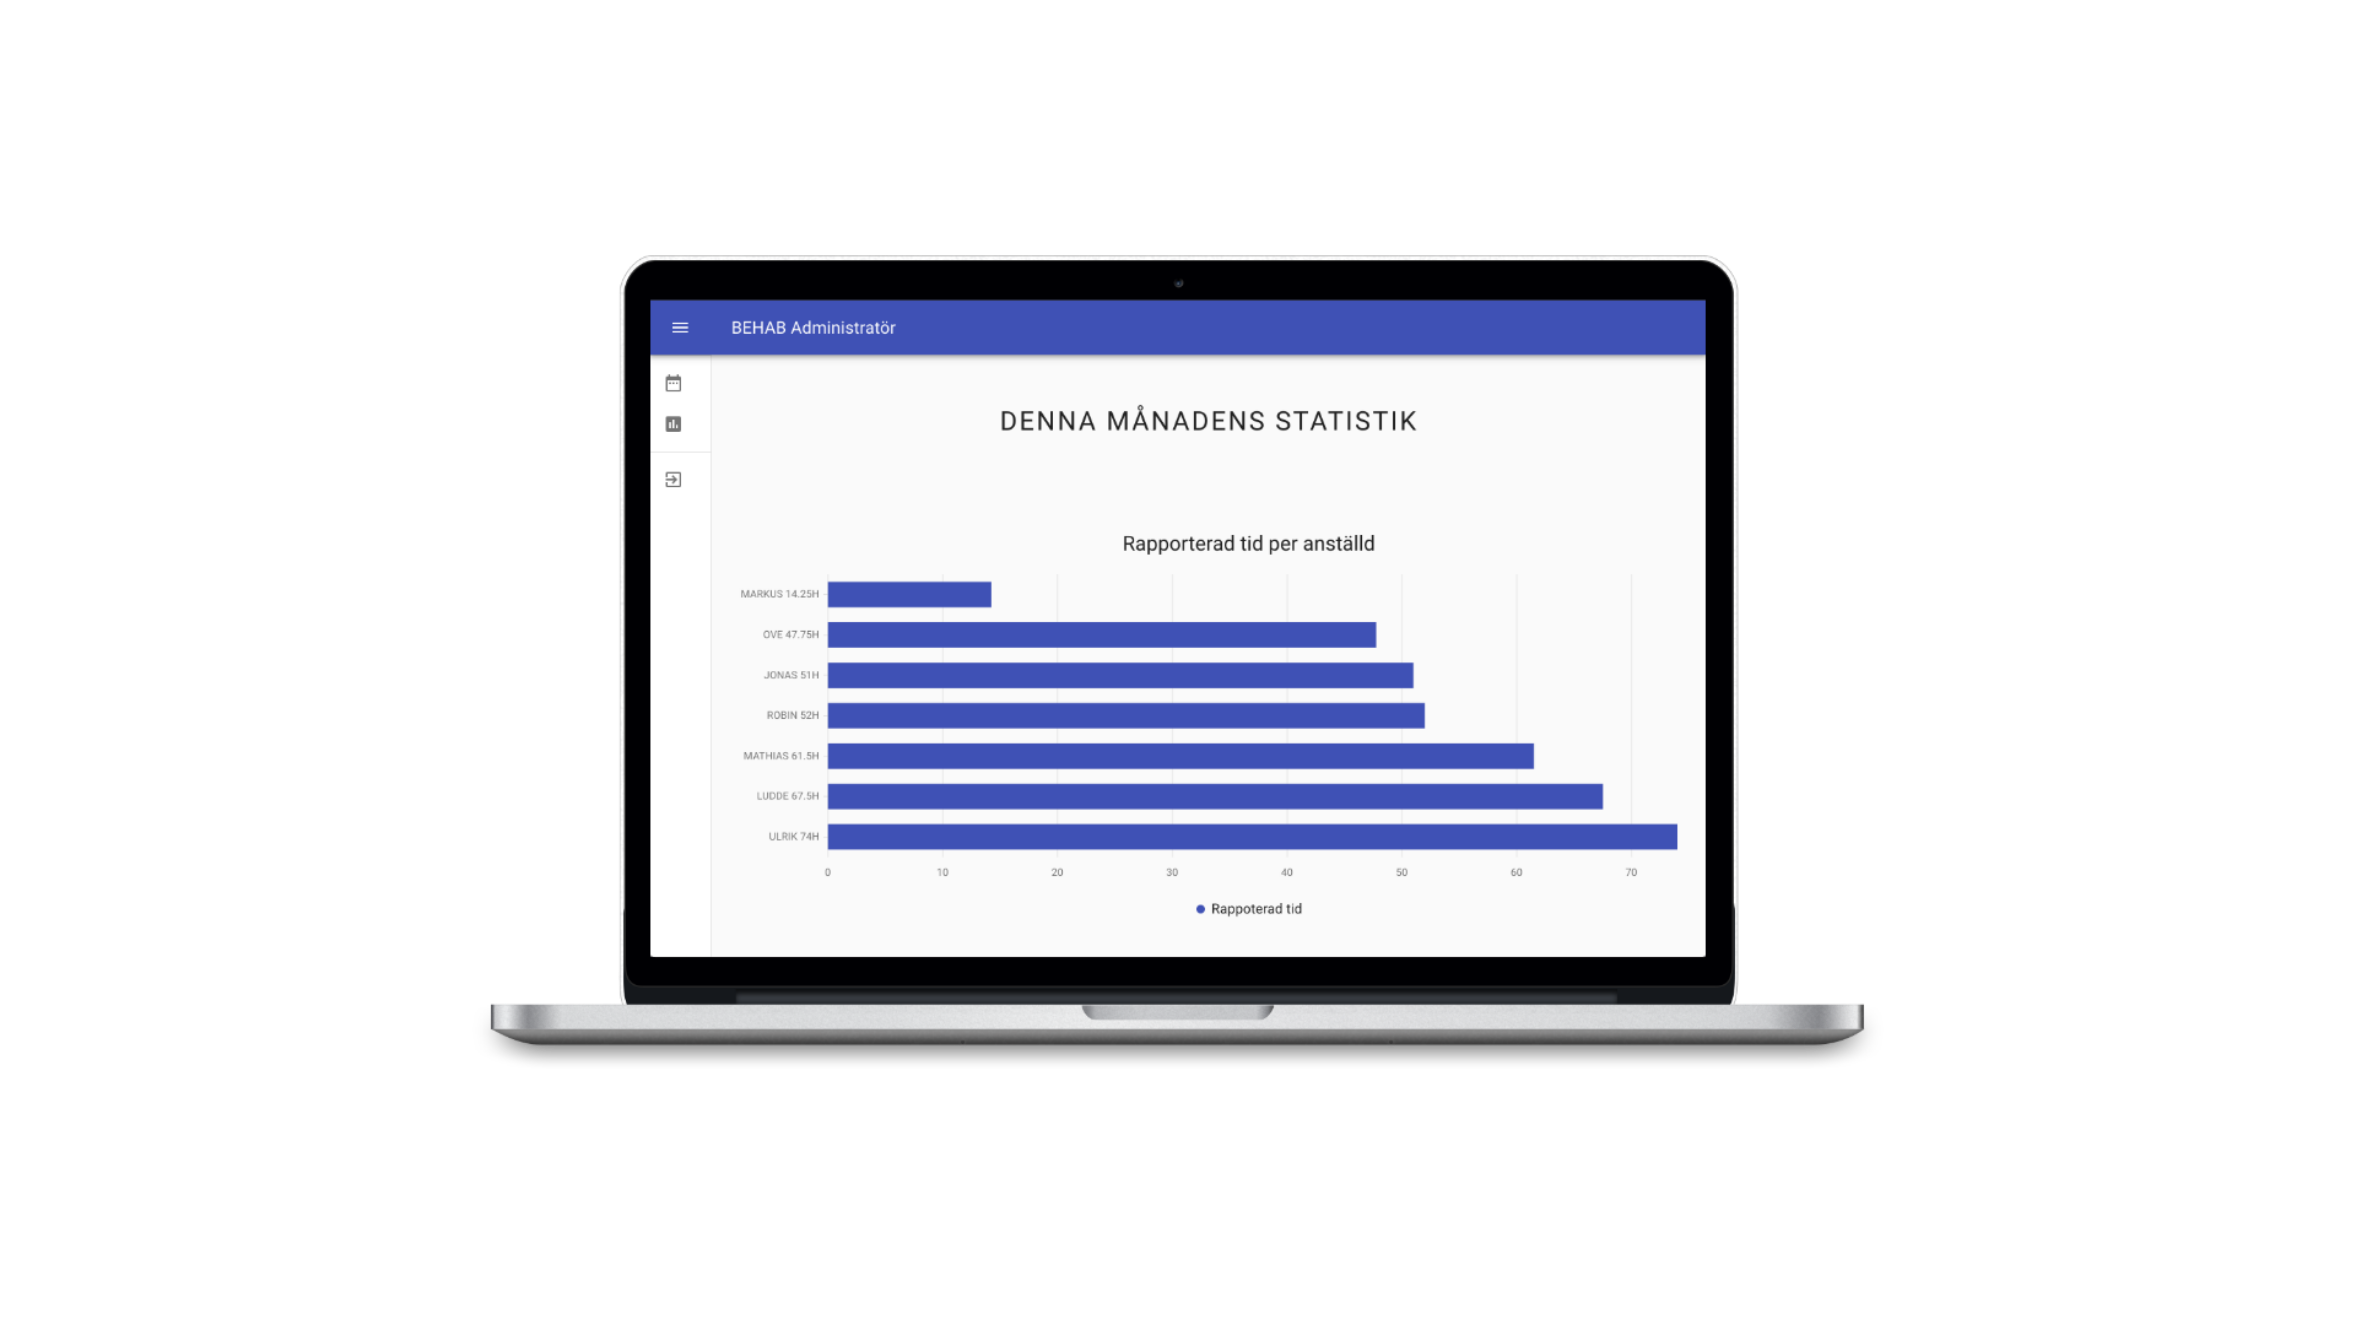 BEHAB Administratör
DENNA MÅNADENS STATISTIK
Rapporterad tid per anställd
MARKUS 14.25H
OVE 47.75H
JONAS 51H
ROBIN 52H
MATHIAS 61.5H
LUDDE 67.5H
ULRIK 74H
0 10 20 30 40 50 60 70
Rappoterad tid